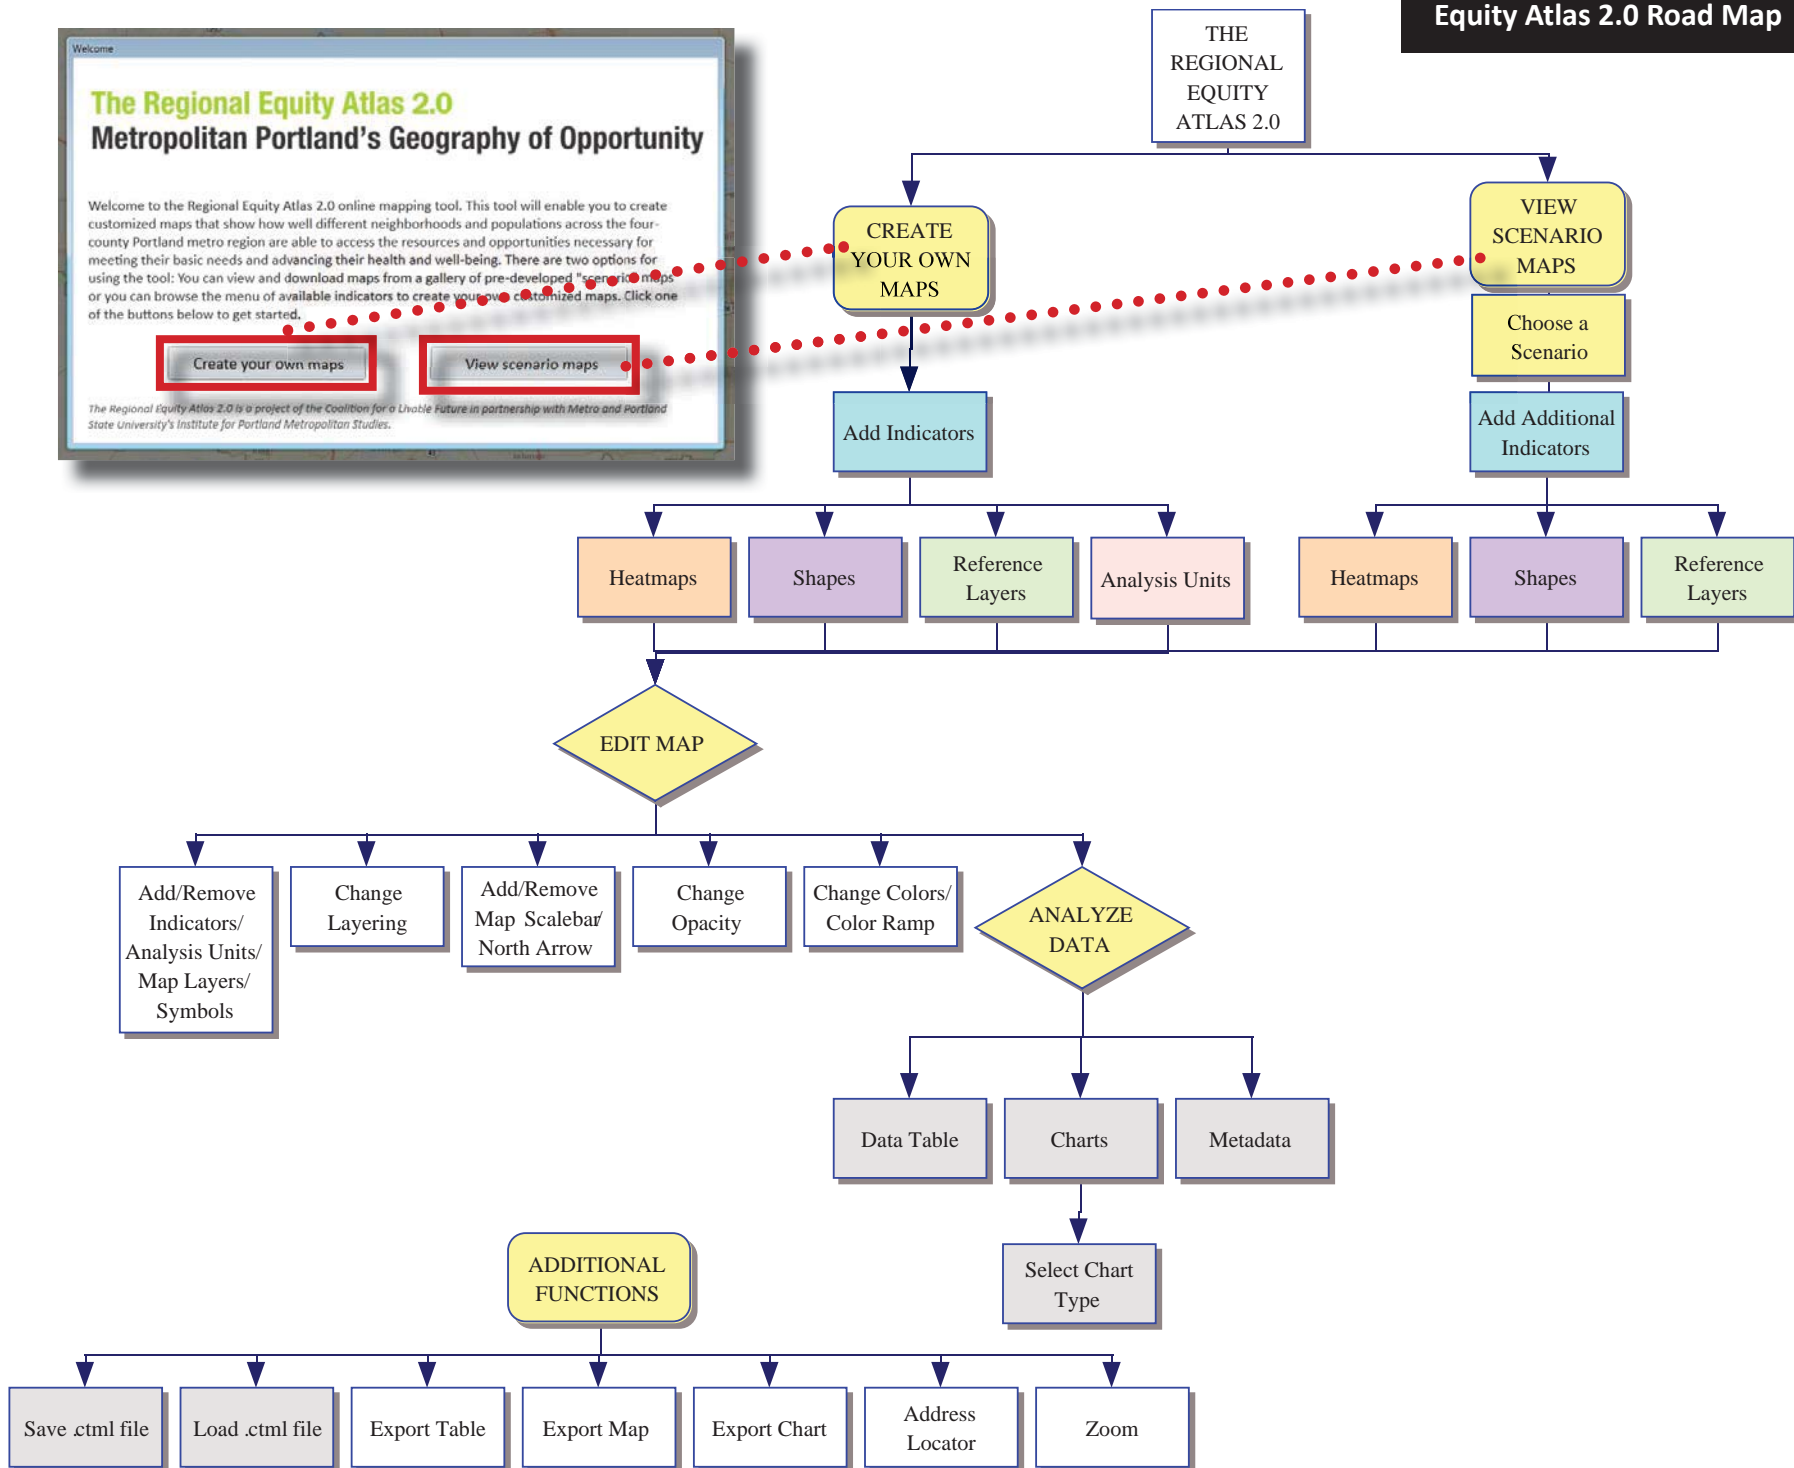 Equity Atlas 2.0 Road Map
Welcome
The Regional Equity Atlas 2.0
Metropolitan Portland's Geography of Opportunity
Welcome to the Regional Equity Atlas 2.0 online mapping tool. This tool will enable you to create
customized maps that show how well different neighborhoods and populations across the four-
county Portland metro region are able to access the resources and opportunities necessary for
meeting their basic needs and advancing their health and well-being. There are two options for
using the tool: You can view and download maps from a gallery of pre-developed "scenario" maps
or you can browse the menu of available indicators to create your own customized maps. Click one
of the buttons below to get started.
Create your own maps
View scenario maps
The Regional Equity Atlas 2.0 is a project of the Coalition for a Livable Future in partnership with Metro and Portland
State University's Institute for Portland Metropolitan Studies.
THE
REGIONAL
EQUITY
ATLAS 2.0
CREATE
YOUR OWN
MAPS
VIEW
SCENARIO
MAPS
Choose a
Scenario
Add Indicators
Add Additional
Indicators
Heatmaps
Shapes
Reference
Layers
Analysis Units
Heatmaps
Shapes
Reference
Layers
EDIT MAP
Add/Remove
Indicators/
Analysis Units/
Map Layers/
Symbols
Change
Layering
Add/Remove
Map Scalebar/
North Arrow
Change
Opacity
Change Colors/
Color Ramp
ANALYZE
DATA
Data Table
Charts
Metadata
Select Chart
Type
ADDITIONAL
FUNCTIONS
Save .ctml file
Load .ctml file
Export Table
Export Map
Export Chart
Address
Locator
Zoom